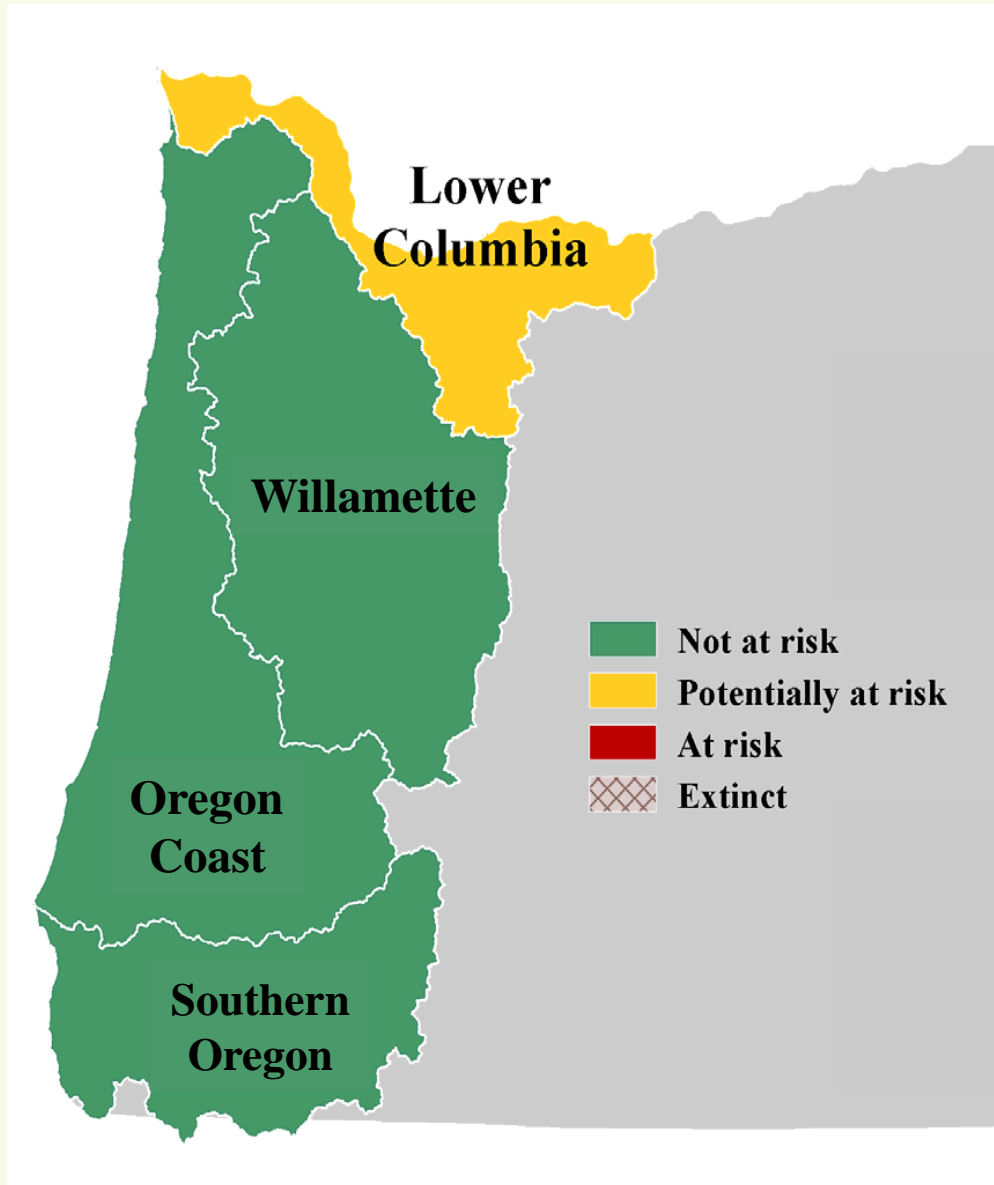 Lower
Columbia
Willamette
Not at risk
Potentially at risk
At risk
Extinct
Oregon
Coast
Southern
Oregon